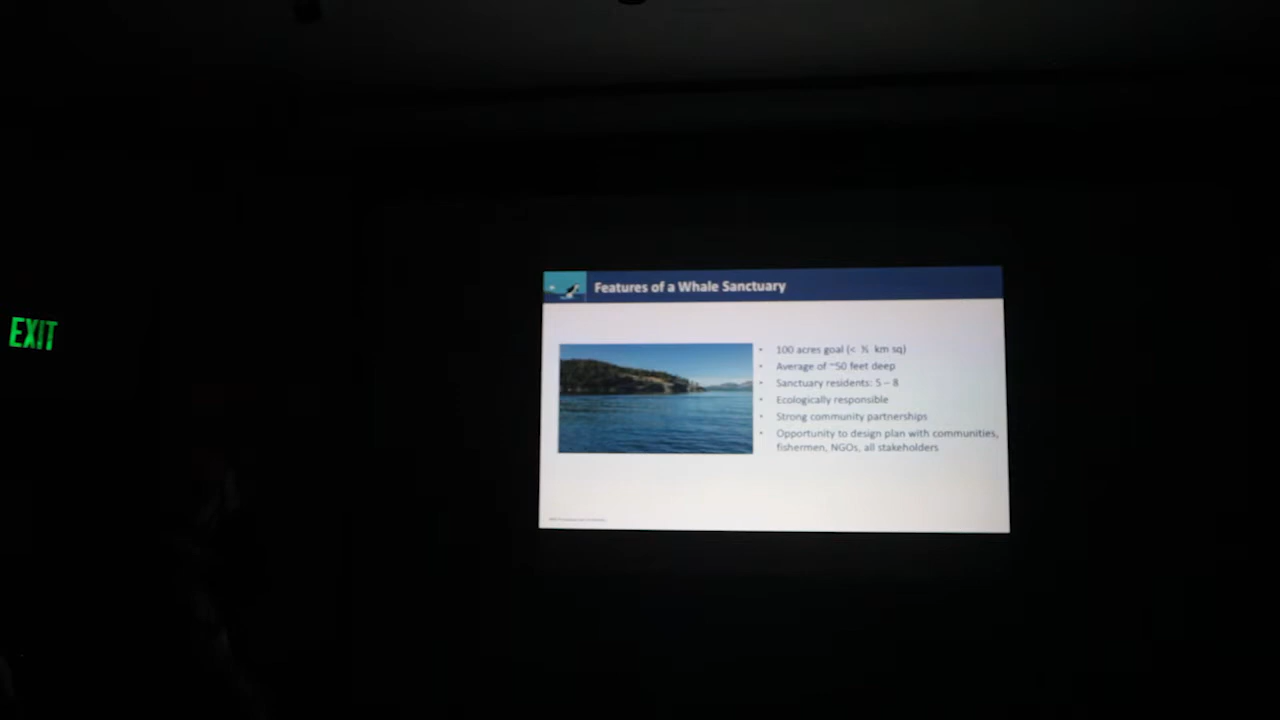 EXIT
Features of a Whale Sanctuary
• 100 acres goal (< ½ km sq)
• Average of ~50 feet deep
• Sanctuary residents: 5 – 8
• Ecologically responsible
• Strong community partnerships
• Opportunity to design plan with communities,
fishermen, NGOs, all stakeholders